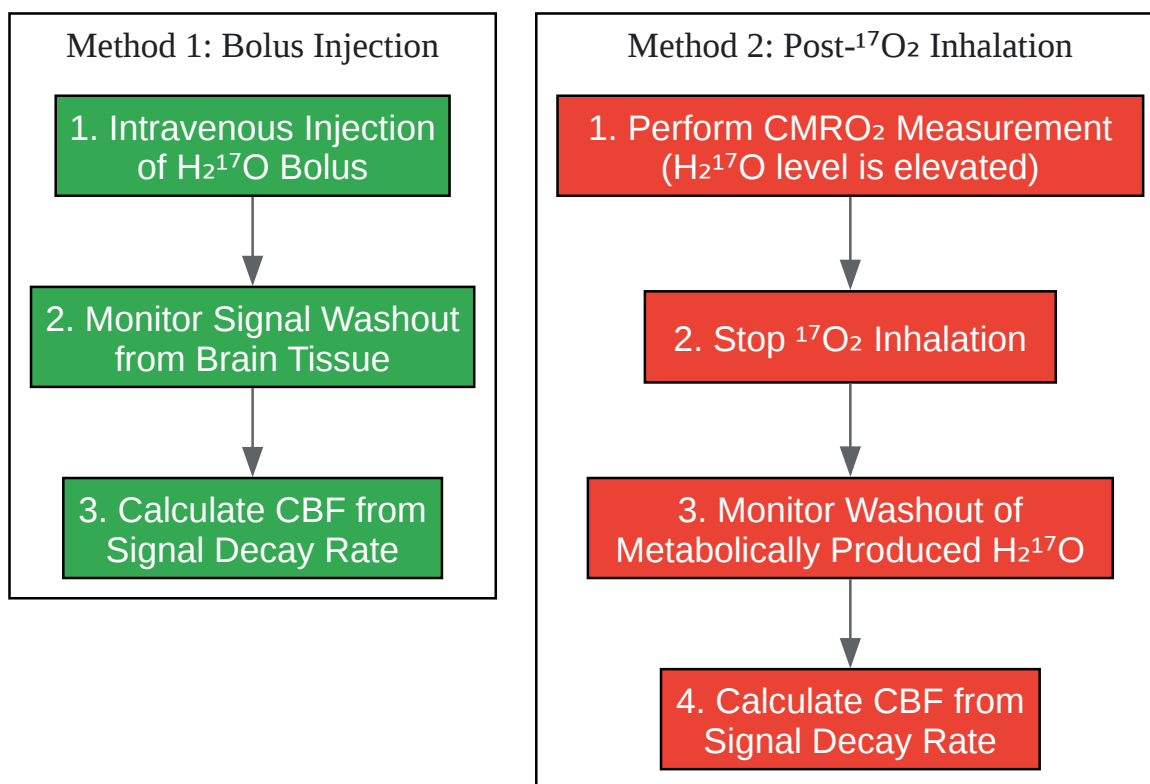 Method 1: Bolus Injection
1. Intravenous Injection
of H₂¹⁷O Bolus
2. Monitor Signal Washout
from Brain Tissue
3. Calculate CBF from
Signal Decay Rate
Method 2: Post-¹⁷O₂ Inhalation
1. Perform CMRO₂ Measurement
(H₂¹⁷O level is elevated)
2. Stop ¹⁷O₂ Inhalation
3. Monitor Washout of
Metabolically Produced H₂¹⁷O
4. Calculate CBF from
Signal Decay Rate